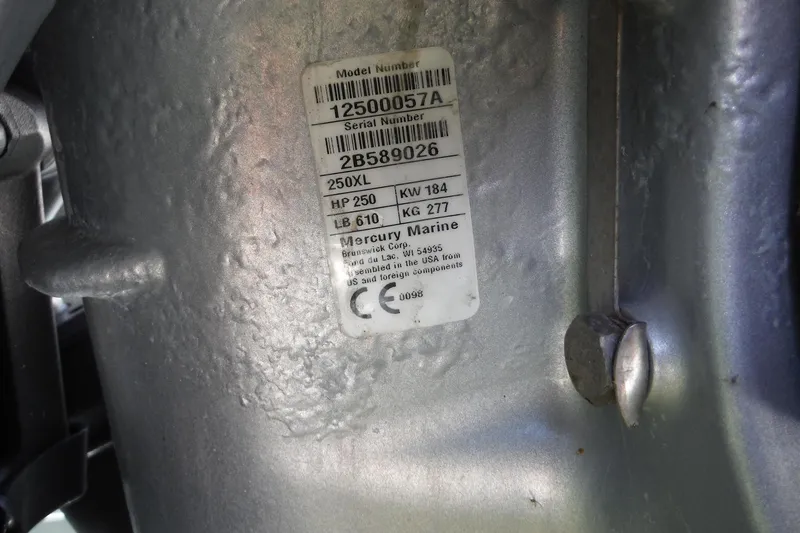 Model Number
12500057A
Serial Number
2B589026
250XL
HP 250 KW 184
LB 610 KG 277
Mercury Marine
Brunswick Corp.
Fond du Lac, WI 54935
Assembled in the USA from
US and foreign components
CE 0098